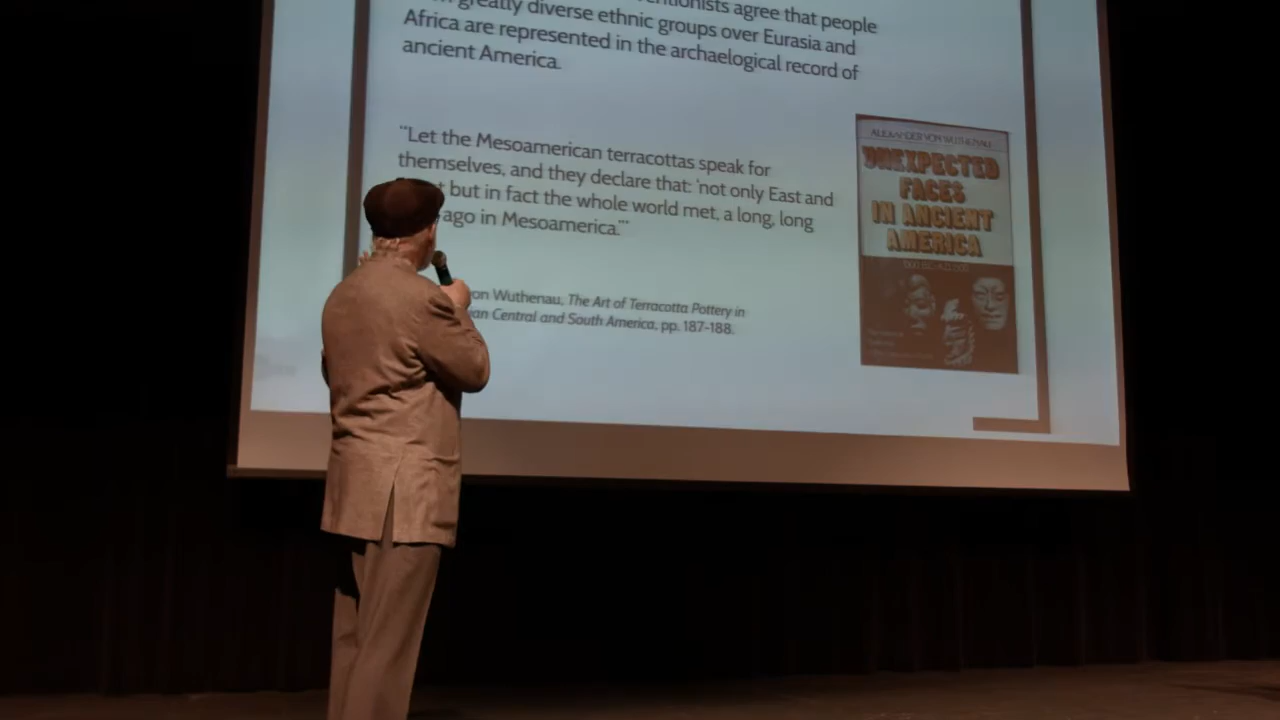 greatly diverse ethnic groups over Eurasia and
Africa are represented in the archaelogical record of
ancient America.
"Let the Mesoamerican terracottas speak for
themselves, and they declare that: 'not only East and
but in fact the whole world met, a long, long
ago in Mesoamerica.'"
von Wuthenau, The Art of Terracotta Pottery in
Central and South America, pp. 187-188.
ALEXANDER VON WUTHENAU
UNEXPECTED
FACES
IN ANCIENT
AMERICA